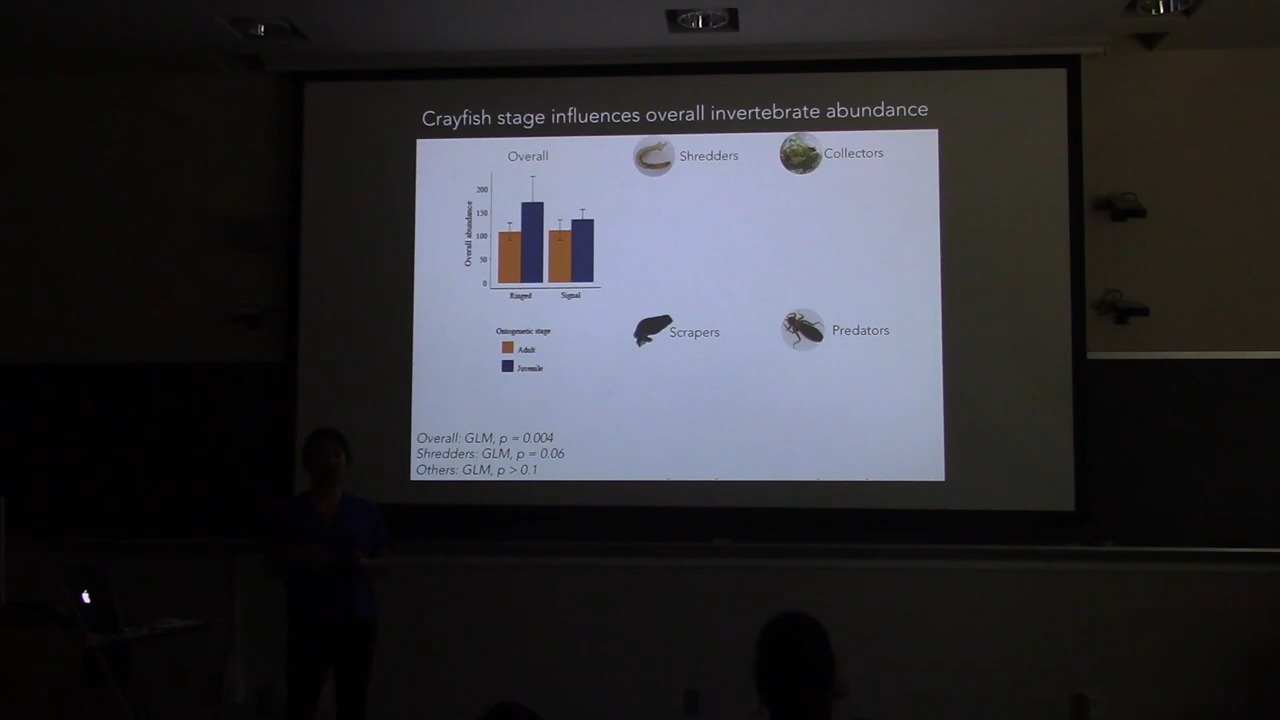 Crayfish stage influences overall invertebrate abundance
Overall
Shredders
Collectors
Overall abundance
200
150
100
50
0
Ringed
Signal
Ontogenetic stage
Adult
Juvenile
Scrapers
Predators
Overall: GLM, p = 0.004
Shredders: GLM, p = 0.06
Others: GLM, p > 0.1